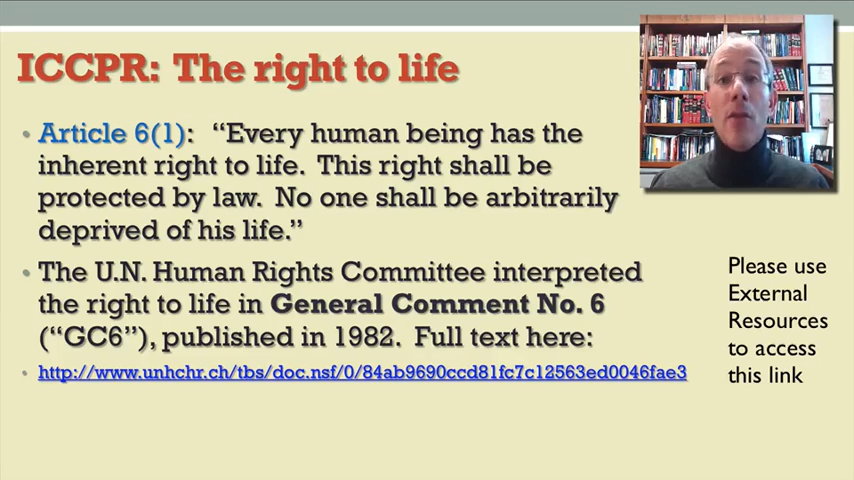 ICCPR: The right to life
• Article 6(1): “Every human being has the
inherent right to life. This right shall be
protected by law. No one shall be arbitrarily
deprived of his life.”
• The U.N. Human Rights Committee interpreted
the right to life in General Comment No. 6
(“GC6”), published in 1982. Full text here:
• http://www.unhchr.ch/tbs/doc.nsf/0/84ab9690ccd81fc7c12563ed0046fae3
Please use
External
Resources
to access
this link